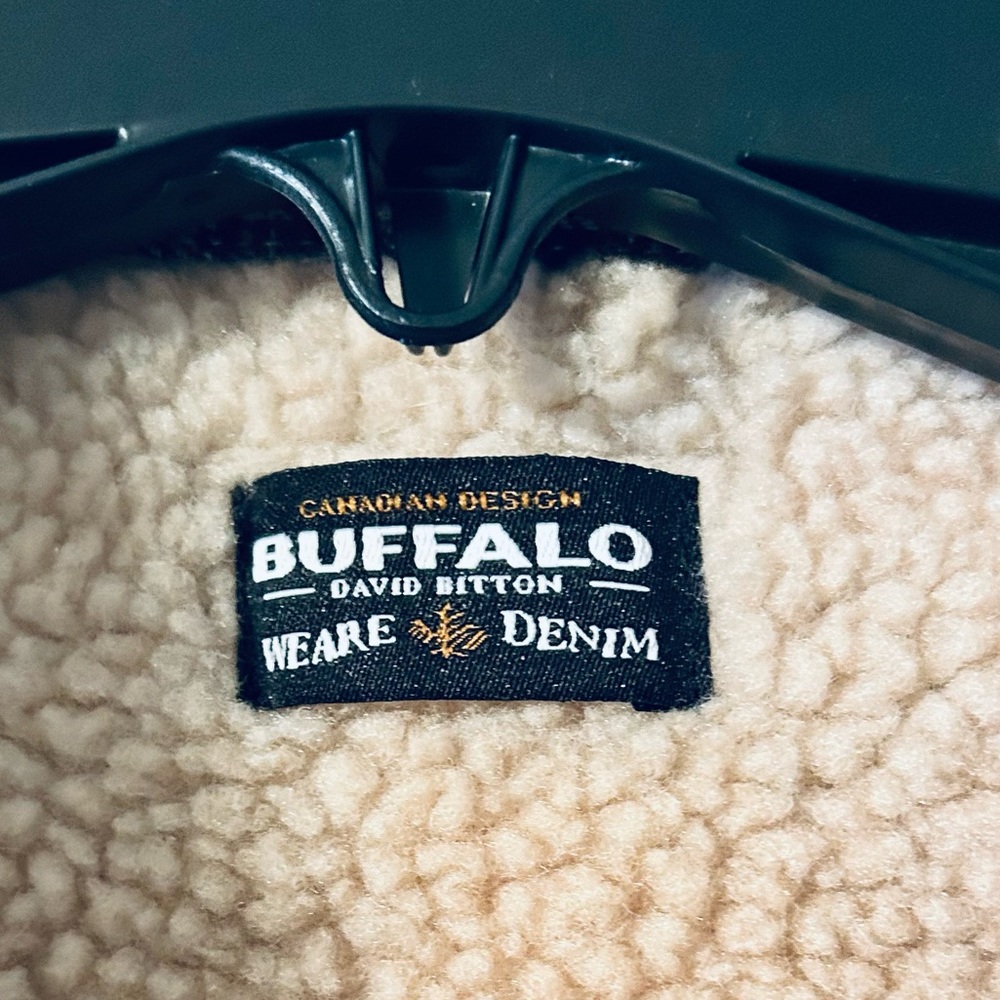 CANADIAN DESIGN
BUFFALO
DAVID BITTON
WEARE DENIM